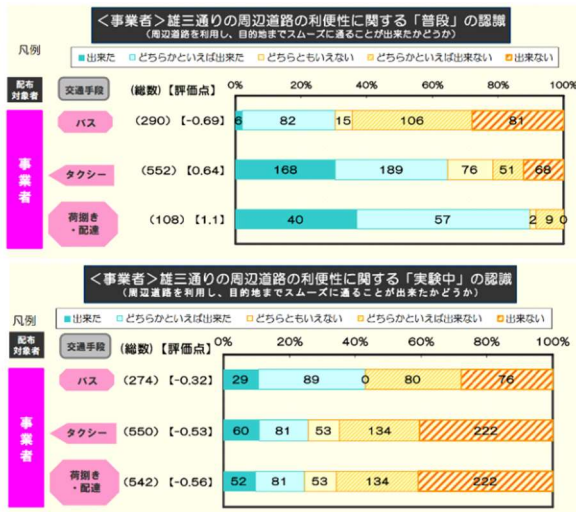 ＜事業者＞雄三通りの周辺道路の利便性に関する「普段」の認識
（周辺道路を利用し、目的地までスムーズに通ることが出来たかどうか）
凡例
■出来た □どちらかといえば出来た □どちらともいえない □どちらかといえば出来ない 出来ない
配布対象者 交通手段 (総数)【評価点】 0% 20% 40% 60% 80% 100%
事業者
バス (290)【-0.69】 6 82 15 106 81
タクシー (552)【0.64】 168 189 76 51 68
荷捌き・配達 (108)【1.1】 40 57 2 9 0
＜事業者＞雄三通りの周辺道路の利便性に関する「実験中」の認識
（周辺道路を利用し、目的地までスムーズに通ることが出来たかどうか）
凡例
■出来た □どちらかといえば出来た □どちらともいえない □どちらかといえば出来ない 出来ない
配布対象者 交通手段 (総数)【評価点】 0% 20% 40% 60% 80% 100%
事業者
バス (274)【-0.32】 29 89 0 80 76
タクシー (550)【-0.53】 60 81 53 134 222
荷捌き・配達 (542)【-0.56】 52 81 53 134 222